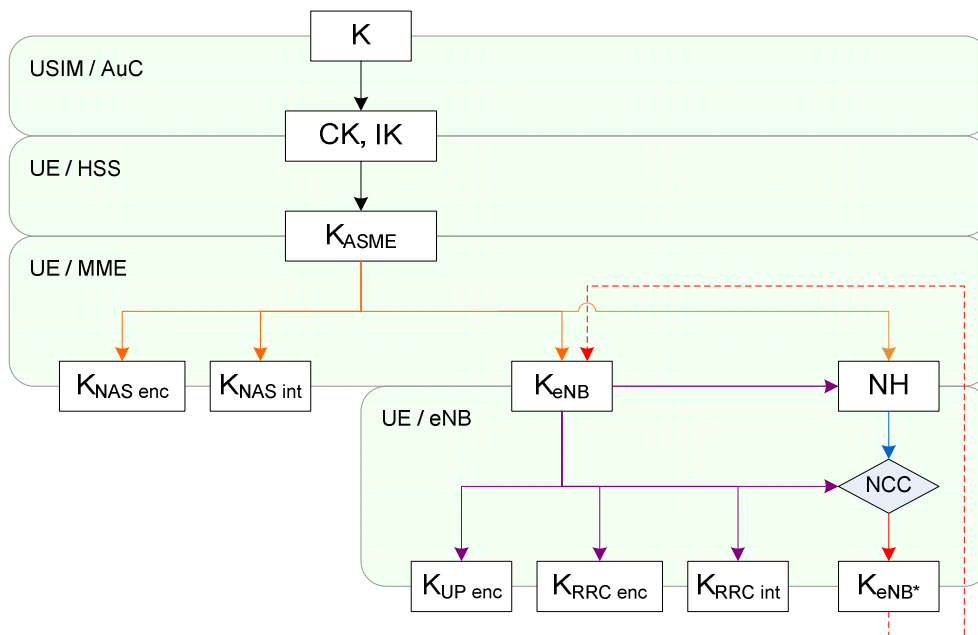 K
USIM / AuC
CK, IK
UE / HSS
KASME
UE / MME
KNAS enc
KNAS int
KeNB
NH
UE / eNB
NCC
KUP enc
KRRC enc
KRRC int
KeNB*